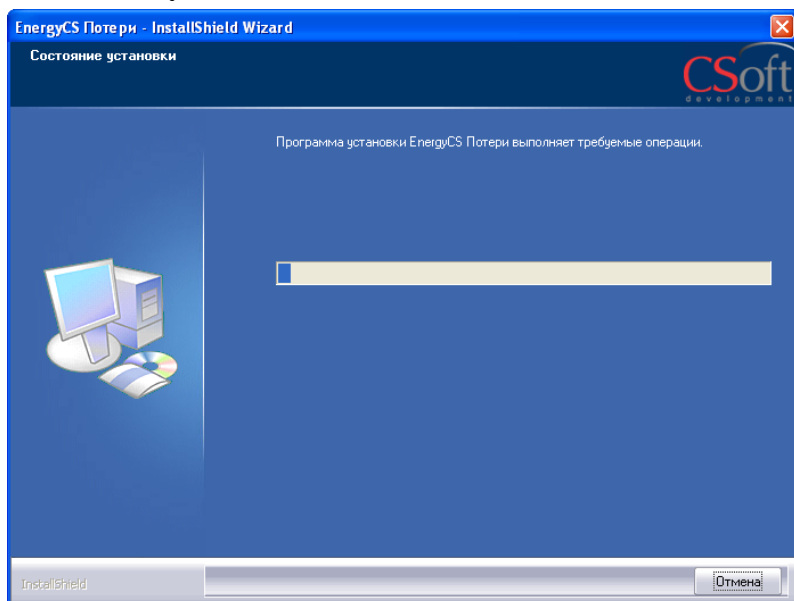 EnergyCS Потери - InstallShield Wizard
Состояние установки
CSoft
development
Программа установки EnergyCS Потери выполняет требуемые операции.
InstallShield
Отмена